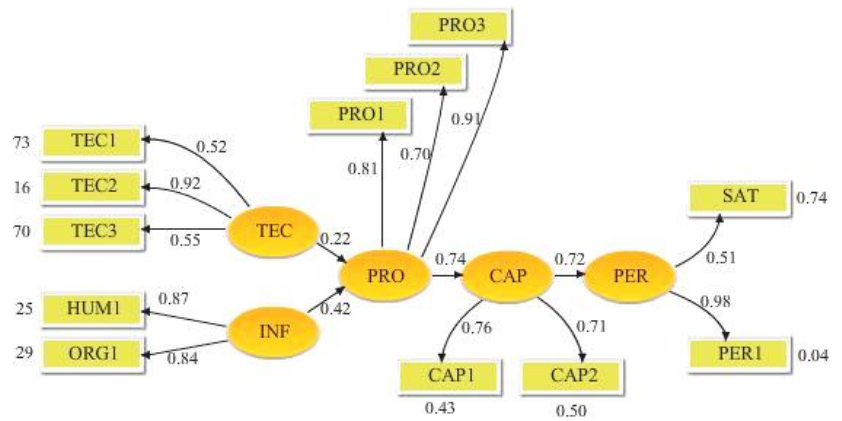 PRO3
PRO2
PRO1
0.81
0.70
0.91
73 TEC1 0.52
16 TEC2 0.92
70 TEC3 0.55
TEC
0.22
25 HUM1 0.87
29 ORG1 0.84
INF
0.42
PRO
0.74
CAP
0.72
PER
SAT 0.74
0.51
0.98
PER1 0.04
0.76
0.71
CAP1
0.43
CAP2
0.50